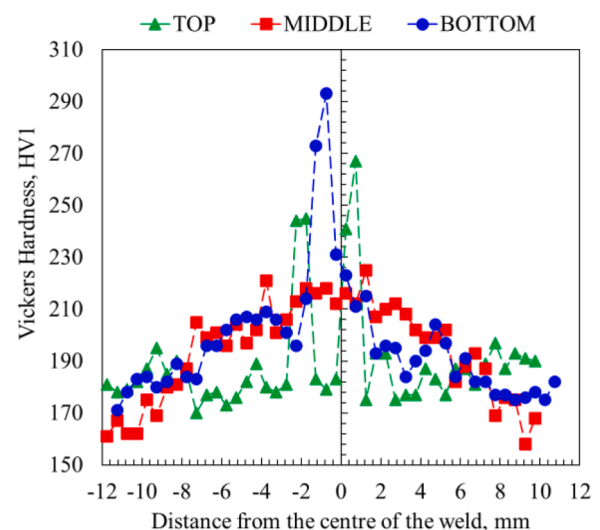 TOP MIDDLE BOTTOM
Vickers Hardness, HV1
310
290
270
250
230
210
190
170
150
-12 -10 -8 -6 -4 -2 0 2 4 6 8 10 12
Distance from the centre of the weld, mm